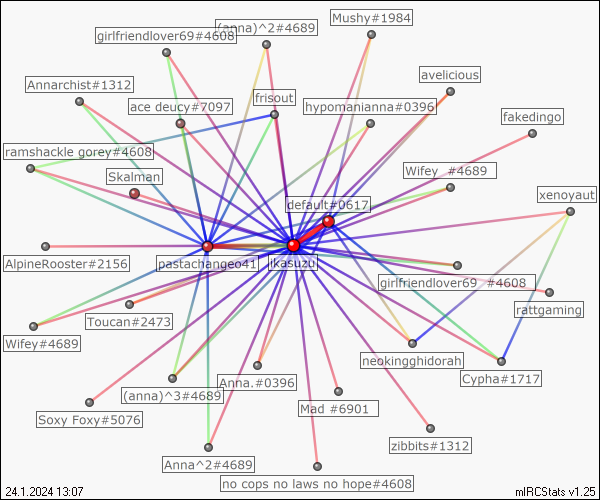 Mushy#1984
(anna)^2#4689
girlfriendlover69#4608
avelicious
Annarchist#1312
frisout
ace deucy#7097
hypomanianna#0396
fakedingo
ramshackle gorey#4608
Skalman
Wifey_#4689
xenoyaut
default#0617
AlpineRooster#2156
pastachangeo41
ikasuzu
girlfriendlover69_#4608
rattgaming
Toucan#2473
Wifey#4689
neokingghidorah
Cypha#1717
Anna.#0396
(anna)^3#4689
Mad #6901
Soxy Foxy#5076
zibbits#1312
Anna^2#4689
no cops no laws no hope#4608
24.1.2024 13:07
mIRCStats v1.25